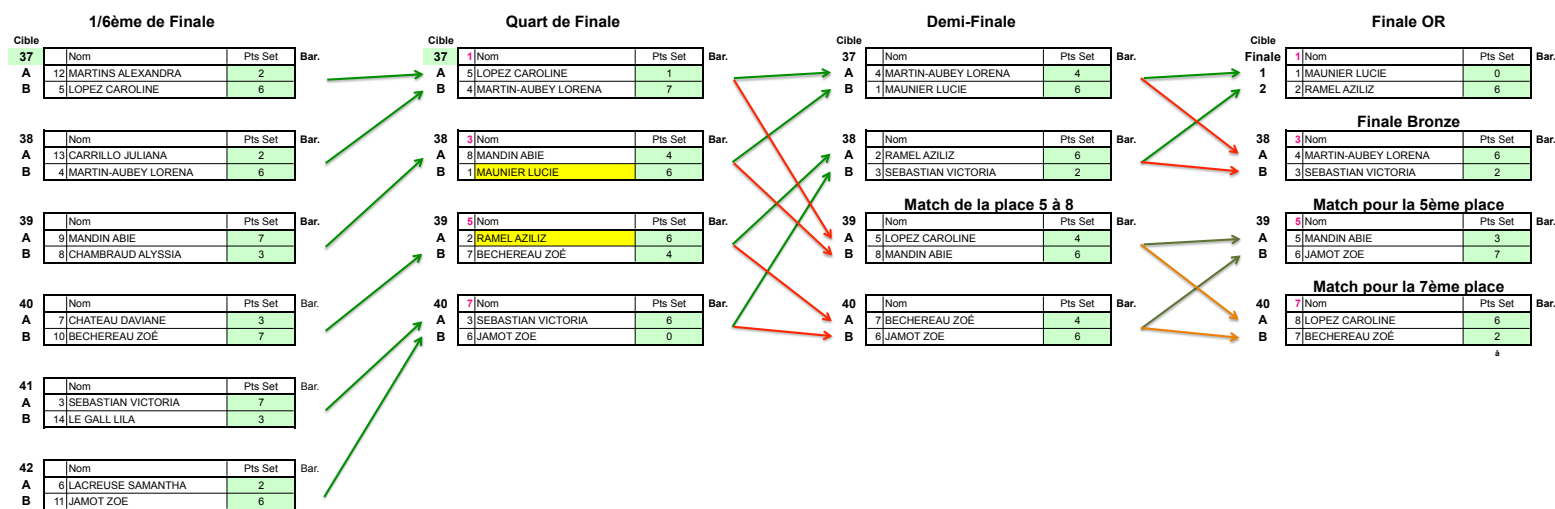 1/6ème de Finale
Cible
37 Nom Pts Set Bar.
A 12 MARTINS ALEXANDRA 2
B 5 LOPEZ CAROLINE 6
38 Nom Pts Set Bar.
A 13 CARRILLO JULIANA 2
B 4 MARTIN-AUBEY LORENA 6
39 Nom Pts Set Bar.
A 9 MANDIN ABIE 7
B 8 CHAMBRAUD ALYSSIA 3
40 Nom Pts Set Bar.
A 7 CHATEAU DAVIANE 3
B 10 BECHEREAU ZOÉ 7
41 Nom Pts Set Bar.
A 3 SEBASTIAN VICTORIA 7
B 14 LE GALL LILA 3
42 Nom Pts Set Bar.
A 6 LACREUSE SAMANTHA 2
B 11 JAMOT ZOE 6
Quart de Finale
Cible
37 1 Nom Pts Set Bar.
A 5 LOPEZ CAROLINE 1
B 4 MARTIN-AUBEY LORENA 7
38 3 Nom Pts Set Bar.
A 8 MANDIN ABIE 4
B 1 MAUNIER LUCIE 6
39 5 Nom Pts Set Bar.
A 2 RAMEL AZILIZ 6
B 7 BECHEREAU ZOÉ 4
40 7 Nom Pts Set Bar.
A 3 SEBASTIAN VICTORIA 6
B 6 JAMOT ZOE 0
Demi-Finale
Cible
37 Nom Pts Set Bar.
A 4 MARTIN-AUBEY LORENA 4
B 1 MAUNIER LUCIE 6
38 Nom Pts Set Bar.
A 2 RAMEL AZILIZ 6
B 3 SEBASTIAN VICTORIA 2
Match de la place 5 à 8
39 Nom Pts Set Bar.
A 5 LOPEZ CAROLINE 4
B 8 MANDIN ABIE 6
40 Nom Pts Set Bar.
A 7 BECHEREAU ZOÉ 4
B 6 JAMOT ZOE 6
Finale OR
Cible
Finale 1 Nom Pts Set Bar.
1 1 MAUNIER LUCIE 0
2 2 RAMEL AZILIZ 6
Finale Bronze
38 3 Nom Pts Set Bar.
A 4 MARTIN-AUBEY LORENA 6
B 3 SEBASTIAN VICTORIA 2
Match pour la 5ème place
39 5 Nom Pts Set Bar.
A 5 MANDIN ABIE 3
B 6 JAMOT ZOE 7
Match pour la 7ème place
40 7 Nom Pts Set Bar.
A 8 LOPEZ CAROLINE 6
B 7 BECHEREAU ZOÉ 2
à